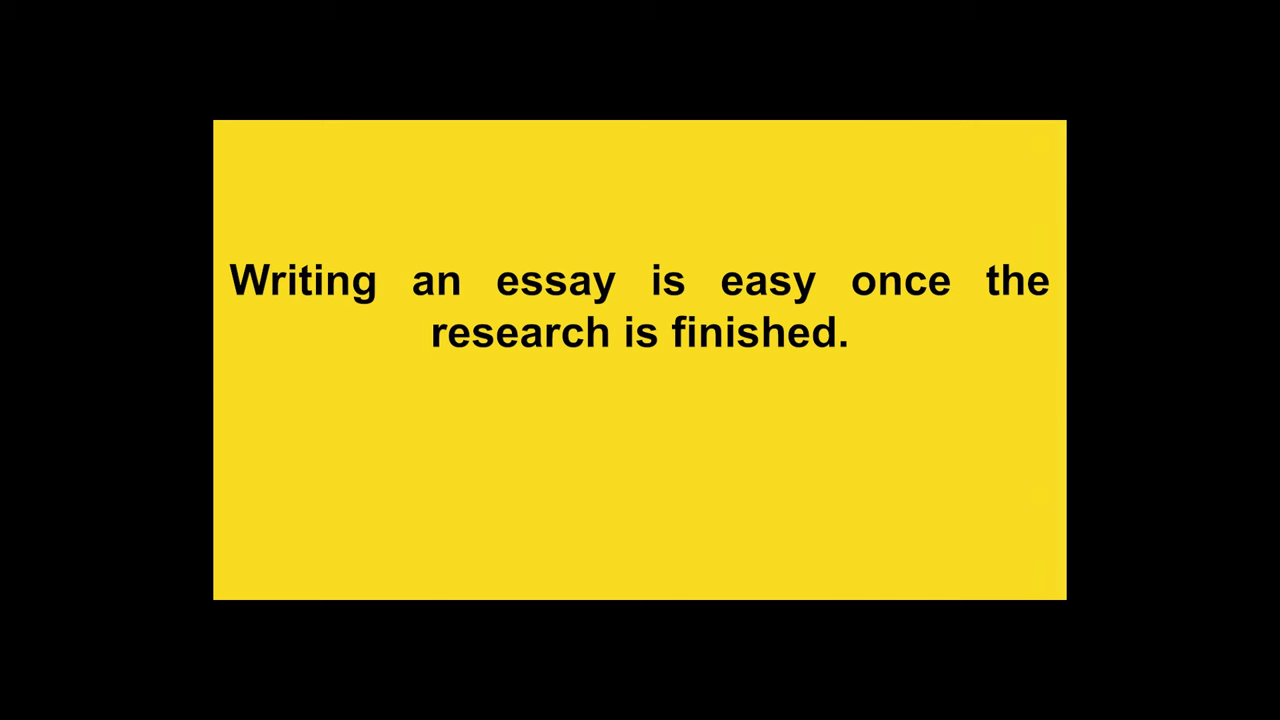 Writing an essay is easy once the
research is finished.